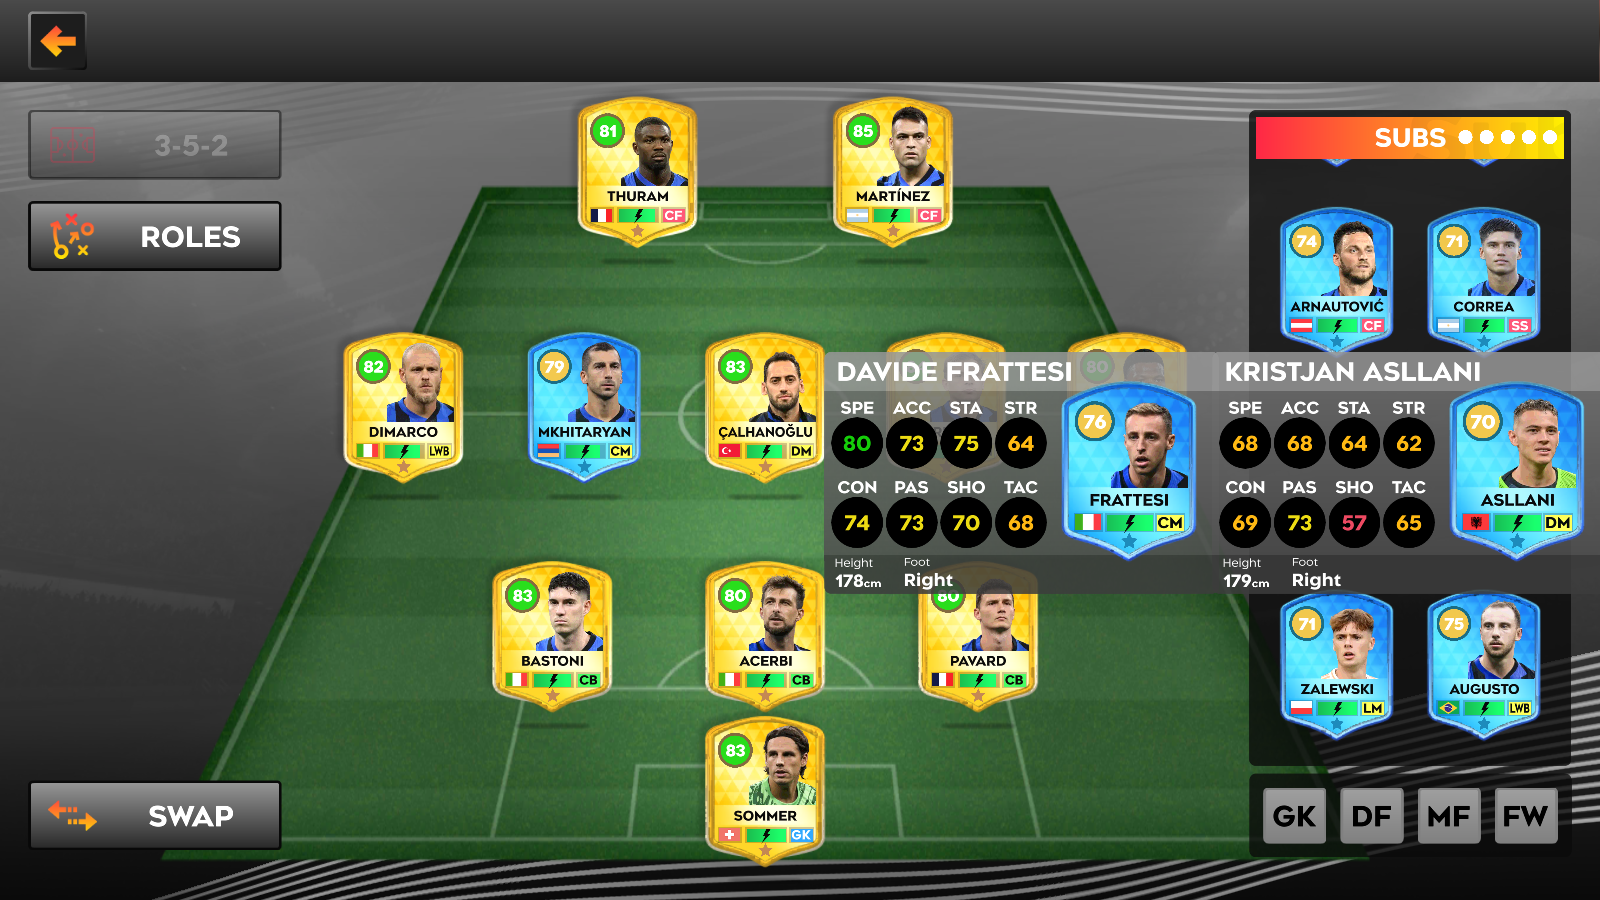 3-5-2
ROLES
SWAP
81
THURAM
CF
85
MARTÍNEZ
CF
82
DIMARCO
LWB
79
MKHITARYAN
CM
83
ÇALHANOĞLU
DM
80
83
BASTONI
CB
80
ACERBI
CB
80
PAVARD
CB
83
SOMMER
GK
DAVIDE FRATTESI
SPE ACC STA STR
80 73 75 64
CON PAS SHO TAC
74 73 70 68
Height Foot
178cm Right
76
FRATTESI
CM
KRISTJAN ASLLANI
SPE ACC STA STR
68 68 64 62
CON PAS SHO TAC
69 73 57 65
Height Foot
179cm Right
70
ASLLANI
DM
SUBS
74
ARNAUTOVIĆ
CF
71
CORREA
SS
71
ZALEWSKI
LM
75
AUGUSTO
LWB
GK DF MF FW